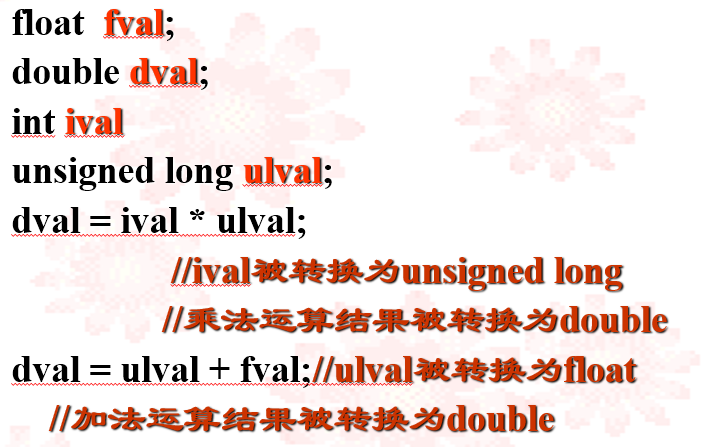 float  fval;
double dval;
int ival
unsigned long ulval;
dval = ival * ulval;
//ival被转换为unsigned long
//乘法运算结果被转换为double
dval = ulval + fval;//ulval被转换为float
//加法运算结果被转换为double